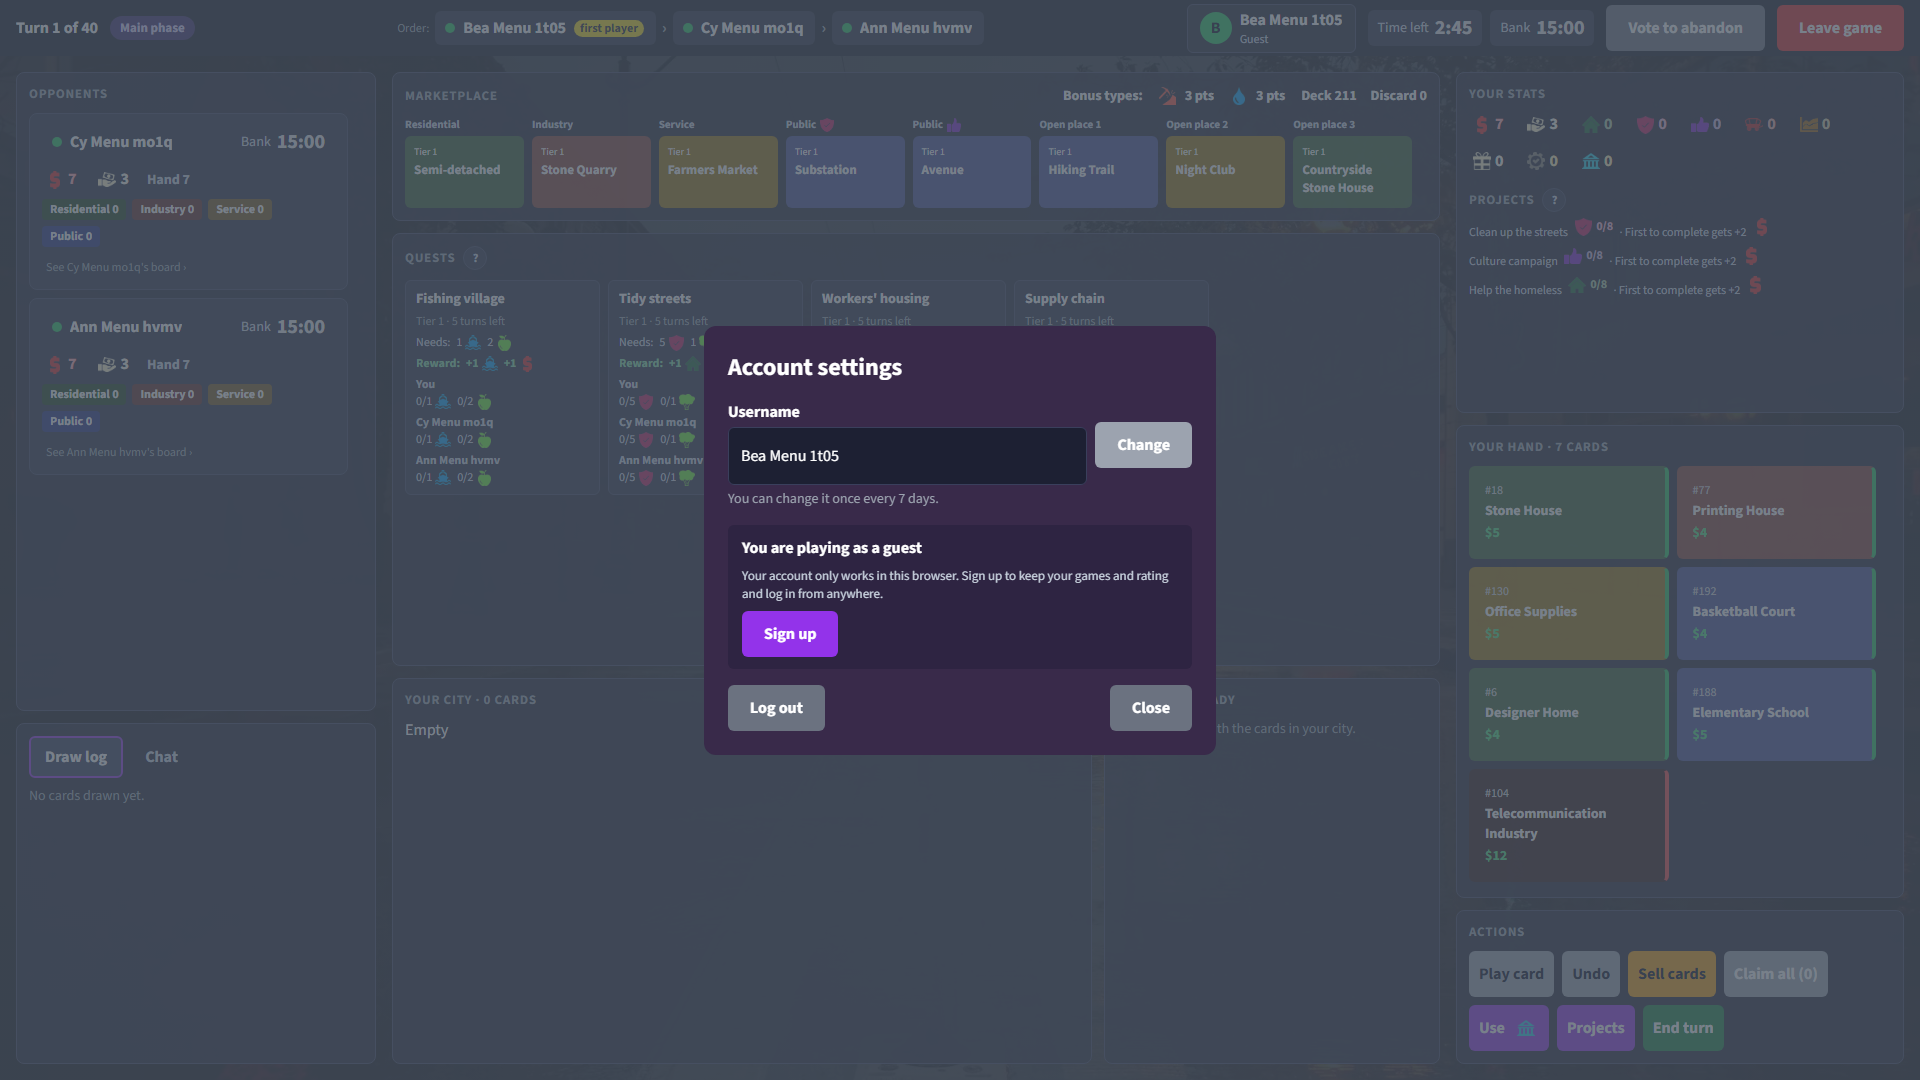 Turn 1 of 40
Main phase
Order:
Bea Menu 1t05
first player
›
Cy Menu mo1q
›
Ann Menu hvmv
B
Bea Menu 1t05
Guest
Time left 2:45
Bank 15:00
Vote to abandon
Leave game
OPPONENTS
Cy Menu mo1q
Bank 15:00
7
3
Hand 7
Residential 0
Industry 0
Service 0
Public 0
See Cy Menu mo1q's board ›
Ann Menu hvmv
Bank 15:00
7
3
Hand 7
Residential 0
Industry 0
Service 0
Public 0
See Ann Menu hvmv's board ›
Draw log
Chat
No cards drawn yet.
MARKETPLACE
Bonus types:
3 pts
3 pts
Deck 211
Discard 0
Residential
Tier 1
Semi-detached
Industry
Tier 1
Stone Quarry
Service
Tier 1
Farmers Market
Public
Tier 1
Substation
Public
Tier 1
Avenue
Open place 1
Tier 1
Hiking Trail
Open place 2
Tier 1
Night Club
Open place 3
Tier 1
Countryside
Stone House
QUESTS
?
Fishing village
Tier 1 · 5 turns left
Needs: 1 2
Reward: +1 +1
You
0/1 0/2
Cy Menu mo1q
0/1 0/2
Ann Menu hvmv
0/1 0/2
Tidy streets
Tier 1 · 5 turns left
Needs: 5 1
Reward: +1
You
0/5 0/1
Cy Menu mo1q
0/5 0/1
Ann Menu hvmv
0/5 0/1
Workers' housing
Tier 1 · 5 turns left
Supply chain
Tier 1 · 5 turns left
Account settings
Username
Bea Menu 1t05
Change
You can change it once every 7 days.
You are playing as a guest
Your account only works in this browser. Sign up to keep your games and rating
and log in from anywhere.
Sign up
Log out
Close
YOUR CITY · 0 CARDS
Empty
DY
th the cards in your city.
YOUR STATS
7
3
0
0
0
0
0
0
0
0
PROJECTS
?
Clean up the streets 0/8 · First to complete gets +2
Culture campaign 0/8 · First to complete gets +2
Help the homeless 0/8 · First to complete gets +2
YOUR HAND · 7 CARDS
#18
Stone House
$5
#77
Printing House
$4
#130
Office Supplies
$5
#192
Basketball Court
$4
#6
Designer Home
$4
#188
Elementary School
$5
#104
Telecommunication
Industry
$12
ACTIONS
Play card
Undo
Sell cards
Claim all (0)
Use
Projects
End turn